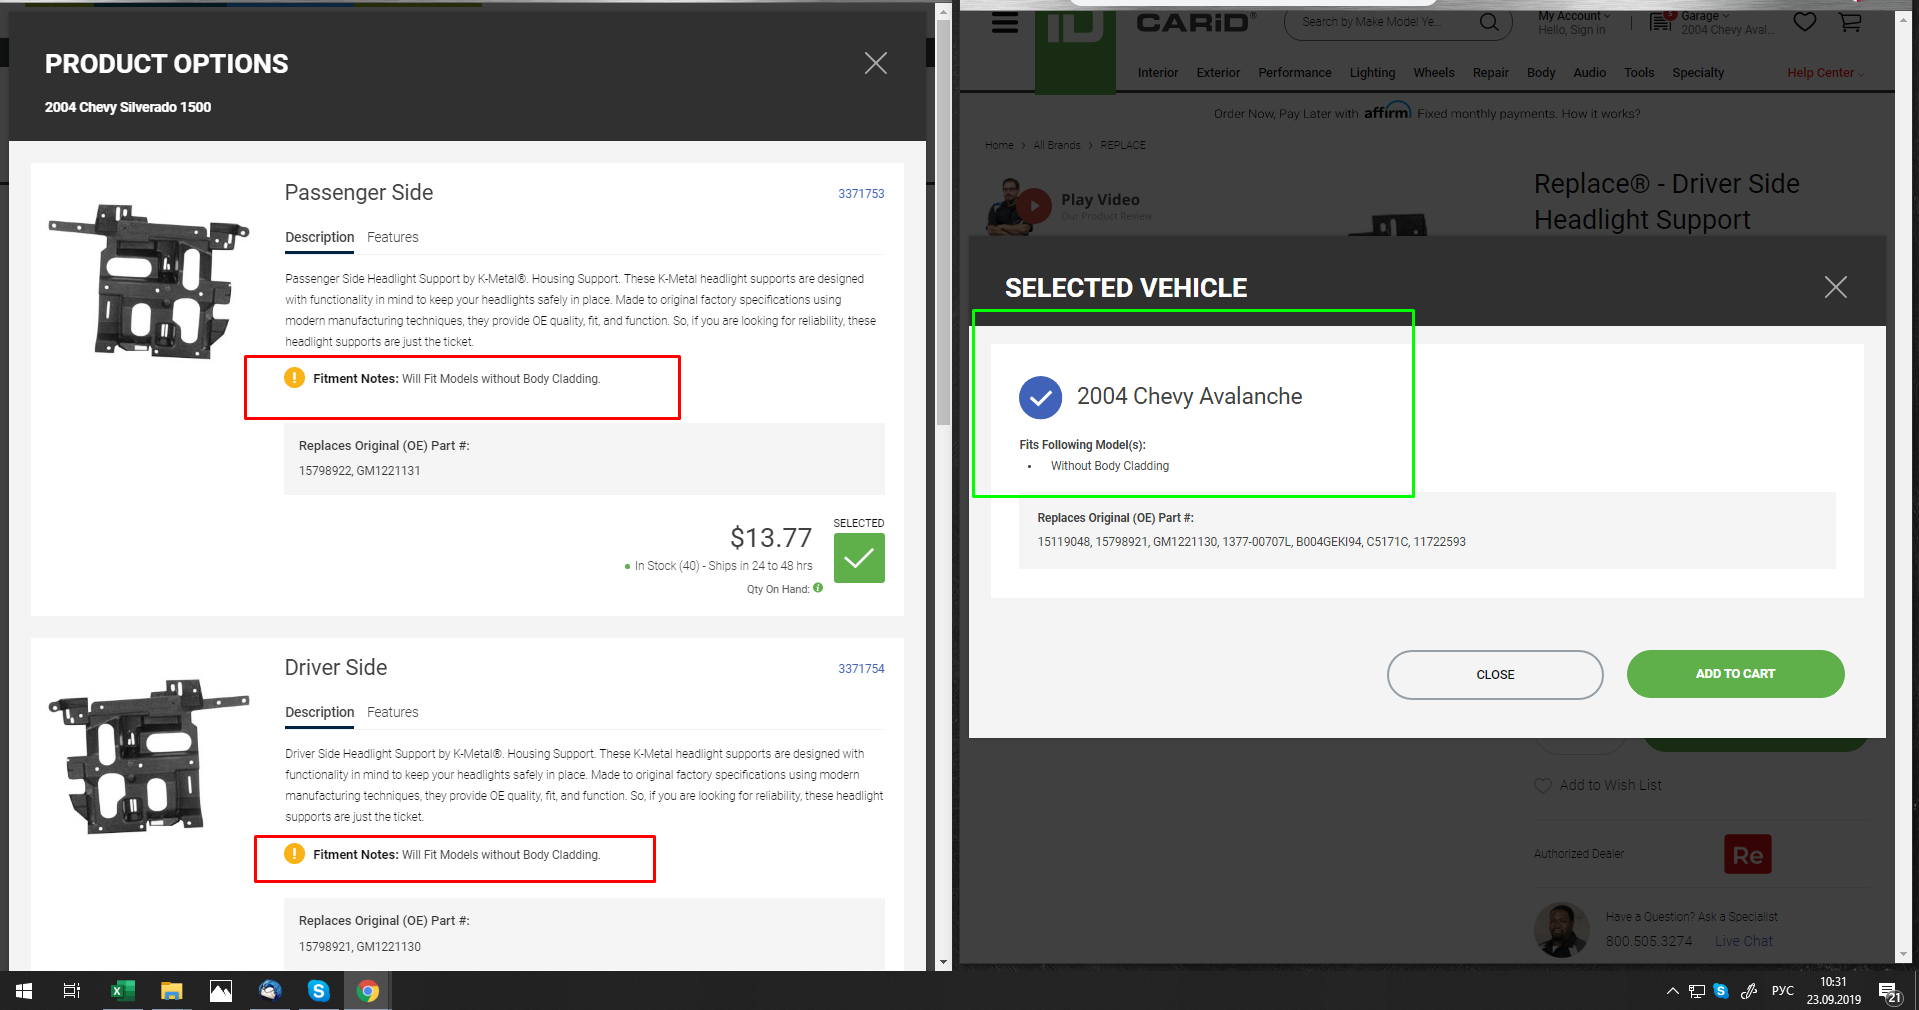 PRODUCT OPTIONS
2004 Chevy Silverado 1500
Passenger Side
3371753
Description Features
Passenger Side Headlight Support by K-Metal®. Housing Support. These K-Metal headlight supports are designed
with functionality in mind to keep your headlights safely in place. Made to original factory specifications using
modern manufacturing techniques, they provide OE quality, fit, and function. So, if you are looking for reliability, these
headlight supports are just the ticket.
Fitment Notes: Will Fit Models without Body Cladding.
Replaces Original (OE) Part #:
15798922, GM1221131
SELECTED
$13.77
In Stock (40) - Ships in 24 to 48 hrs
Qty On Hand:
Driver Side
3371754
Description Features
Driver Side Headlight Support by K-Metal®. Housing Support. These K-Metal headlight supports are designed with
functionality in mind to keep your headlights safely in place. Made to original factory specifications using modern
manufacturing techniques, they provide OE quality, fit, and function. So, if you are looking for reliability, these headlight
supports are just the ticket.
Fitment Notes: Will Fit Models without Body Cladding.
Replaces Original (OE) Part #:
15798921, GM1221130
iD
CARiD®
Search by Make Model Ye...
My Account
Hello, Sign in
Garage
2004 Chevy Aval...
Interior Exterior Performance Lighting Wheels Repair Body Audio Tools Specialty Help Center
Order Now, Pay Later with affirm Fixed monthly payments. How it works?
Home › All Brands › REPLACE
Play Video
Our Product Review
Replace® - Driver Side
Headlight Support
SELECTED VEHICLE
2004 Chevy Avalanche
Fits Following Model(s):
• Without Body Cladding
Replaces Original (OE) Part #:
15119048, 15798921, GM1221130, 1377-00707L, B004GEKI94, C5171C, 11722593
CLOSE
ADD TO CART
Add to Wish List
Authorized Dealer
Re
Have a Question? Ask a Specialist
800.505.3274 Live Chat
РУС
10:31
23.09.2019
21